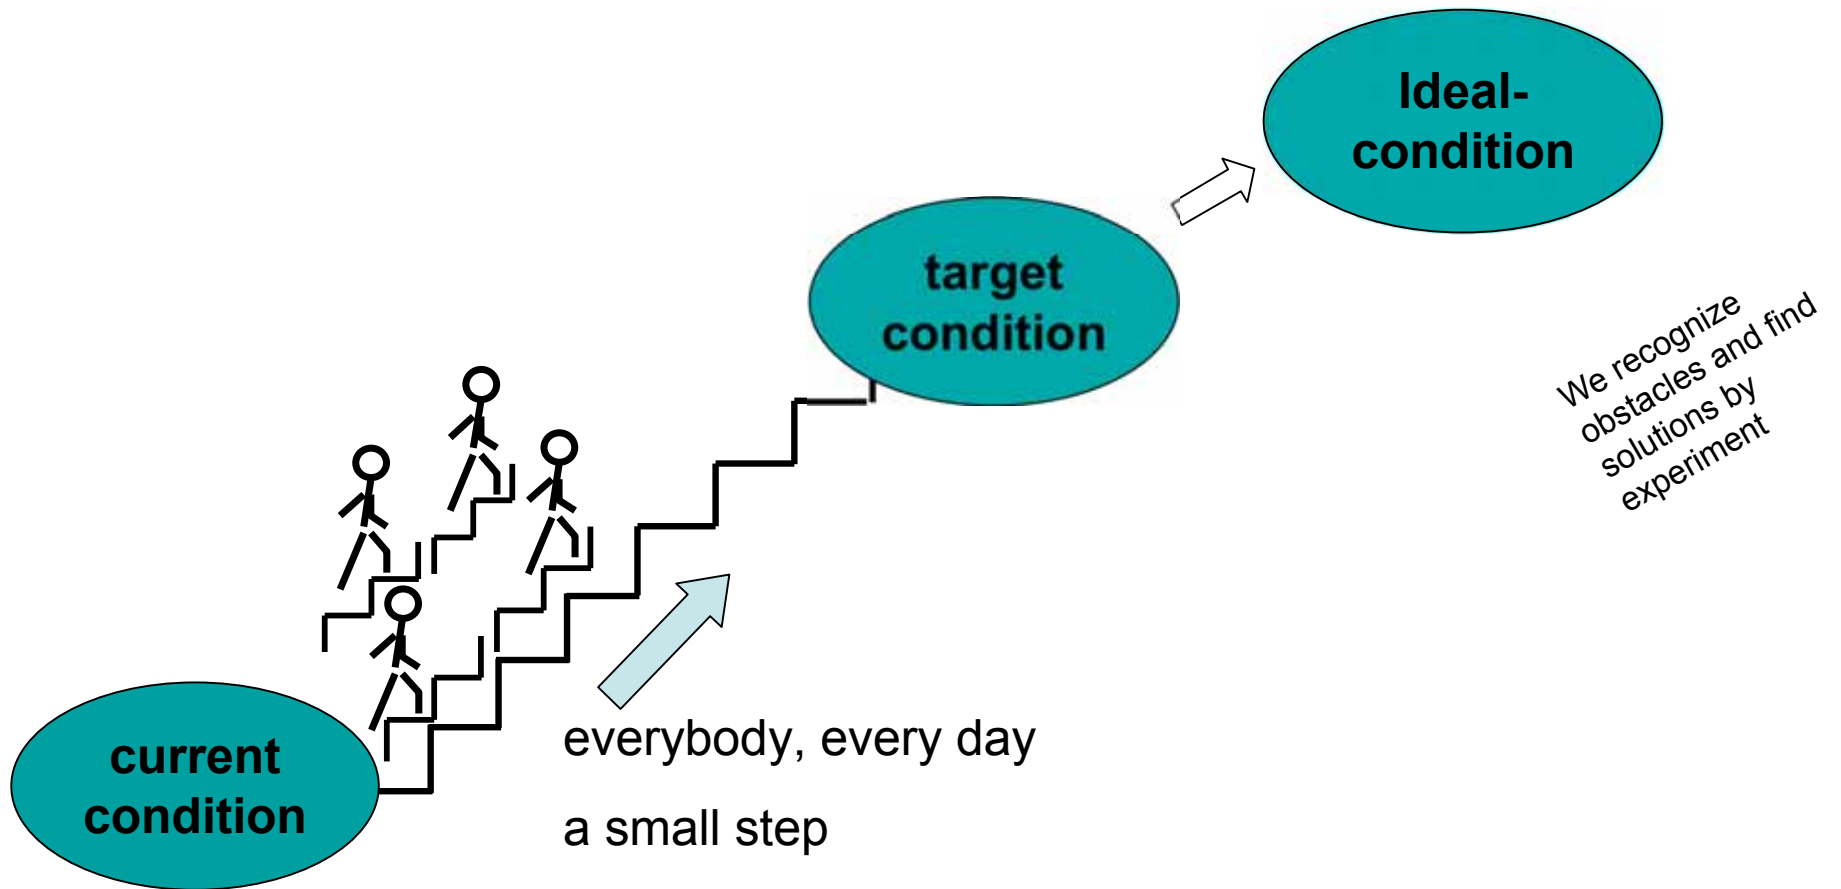 Ideal-
condition
target
condition
We recognize
obstacles and find
solutions by
experiment
everybody, every day
a small step
current
condition